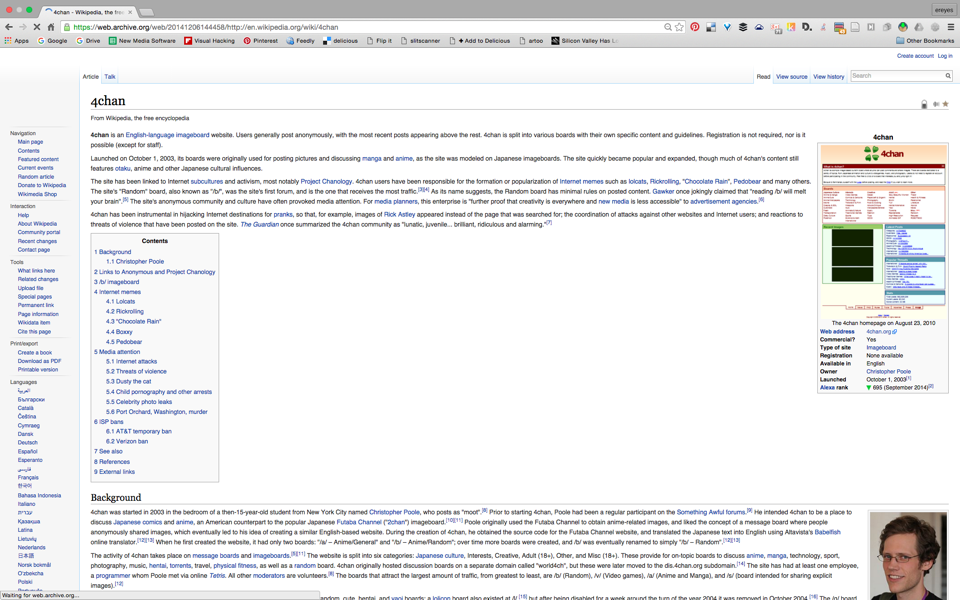 4chan - Wikipedia, the free
ereyes
https://web.archive.org/web/20141206144458/http://en.wikipedia.org/wiki/4chan
Apps Google Drive New Media Software Visual Hacking Pinterest Feedly delicious Flip it slitscanner + Add to Delicious artoo Silicon Valley Has Lo Other Bookmarks
Create account Log in
Article Talk Read View source View history Search
4chan
From Wikipedia, the free encyclopedia
4chan is an English-language imageboard website. Users generally post anonymously, with the most recent posts appearing above the rest. 4chan is split into various boards with their own specific content and guidelines. Registration is not required, nor is it
possible (except for staff).
Launched on October 1, 2003, its boards were originally used for posting pictures and discussing manga and anime, as the site was modeled on Japanese imageboards. The site quickly became popular and expanded, though much of 4chan's content still
features otaku, anime and other Japanese cultural influences.
The site has been linked to Internet subcultures and activism, most notably Project Chanology. 4chan users have been responsible for the formation or popularization of Internet memes such as lolcats, Rickrolling, "Chocolate Rain", Pedobear and many others.
The site's "Random" board, also known as "/b/", was the site's first forum, and is the one that receives the most traffic.[3][4] As its name suggests, the Random board has minimal rules on posted content. Gawker once jokingly claimed that "reading /b/ will melt
your brain".[5] The site's anonymous community and culture have often provoked media attention. For media planners, this enterprise is "further proof that creativity is everywhere and new media is less accessible" to advertisement agencies.[6]
4chan has been instrumental in hijacking Internet destinations for pranks, so that, for example, images of Rick Astley appeared instead of the page that was searched for; the coordination of attacks against other websites and Internet users; and reactions to
threats of violence that have been posted on the site. The Guardian once summarized the 4chan community as "lunatic, juvenile... brilliant, ridiculous and alarming."[7]
Contents
1 Background
1.1 Christopher Poole
2 Links to Anonymous and Project Chanology
3 /b/ imageboard
4 Internet memes
4.1 Lolcats
4.2 Rickrolling
4.3 "Chocolate Rain"
4.4 Boxxy
4.5 Pedobear
5 Media attention
5.1 Internet attacks
5.2 Threats of violence
5.3 Dusty the cat
5.4 Child pornography and other arrests
5.5 Celebrity photo leaks
5.6 Port Orchard, Washington, murder
6 ISP bans
6.1 AT&T temporary ban
6.2 Verizon ban
7 See also
8 References
9 External links
4chan
4chan
The 4chan homepage on August 23, 2010
Web address 4chan.org
Commercial? Yes
Type of site Imageboard
Registration None available
Available in English
Owner Christopher Poole
Launched October 1, 2003[1]
Alexa rank 695 (September 2014)[2]
Navigation
Main page
Contents
Featured content
Current events
Random article
Donate to Wikipedia
Wikimedia Shop
Interaction
Help
About Wikipedia
Community portal
Recent changes
Contact page
Tools
What links here
Related changes
Upload file
Special pages
Permanent link
Page information
Wikidata item
Cite this page
Print/export
Create a book
Download as PDF
Printable version
Languages
العربية
Български
Català
Čeština
Cymraeg
Dansk
Deutsch
Español
Esperanto
فارسی
Français
한국어
Bahasa Indonesia
Italiano
עברית
Қазақша
Latina
Lietuvių
Nederlands
日本語
Norsk bokmål
O'zbekcha
Polski
Background
4chan was started in 2003 in the bedroom of a then-15-year-old student from New York City named Christopher Poole, who posts as "moot".[8] Prior to starting 4chan, Poole had been a regular participant on the Something Awful forums.[9] He intended 4chan to be a place to
discuss Japanese comics and anime, an American counterpart to the popular Japanese Futaba Channel ("2chan") imageboard.[10][11] Poole originally used the Futaba Channel to obtain anime-related images, and liked the concept of a message board where people
anonymously shared images, which eventually led to his idea of creating a similar English-based website. During the creation of 4chan, he obtained the source code for the Futaba Channel website, and translated the Japanese text into English using Altavista's Babelfish
online translator.[12][13] When he first created the website, it had only two boards: "/a/ – Anime/General" and "/b/ – Anime/Random"; over time more boards were created, and /b/ was eventually renamed to simply "/b/ – Random".[12][13]
The activity of 4chan takes place on message boards and imageboards.[5][11] The website is split into six categories: Japanese culture, Interests, Creative, Adult (18+), Other, and Misc (18+). These provide for on-topic boards to discuss anime, manga, technology, sport,
photography, music, hentai, torrents, travel, physical fitness, as well as a random board. 4chan originally hosted discussion boards on a separate domain called "world4ch", but these were later moved to the dis.4chan.org subdomain.[14] The site has had at least one employee,
a programmer whom Poole met via online Tetris. All other moderators are volunteers.[8] The boards that attract the largest amount of traffic, from greatest to least, are /b/ (Random), /v/ (Video games), /a/ (Anime and Manga), and /s/ (board intended for sharing explicit
images).[12]
random, cute, hentai, and yaoi boards; a lolicon board also existed at /l/,[15] but after being disabled for a week around the turn of the year 2004 it was removed in October 2004.[16] The /n/ board
Waiting for web.archive.org...